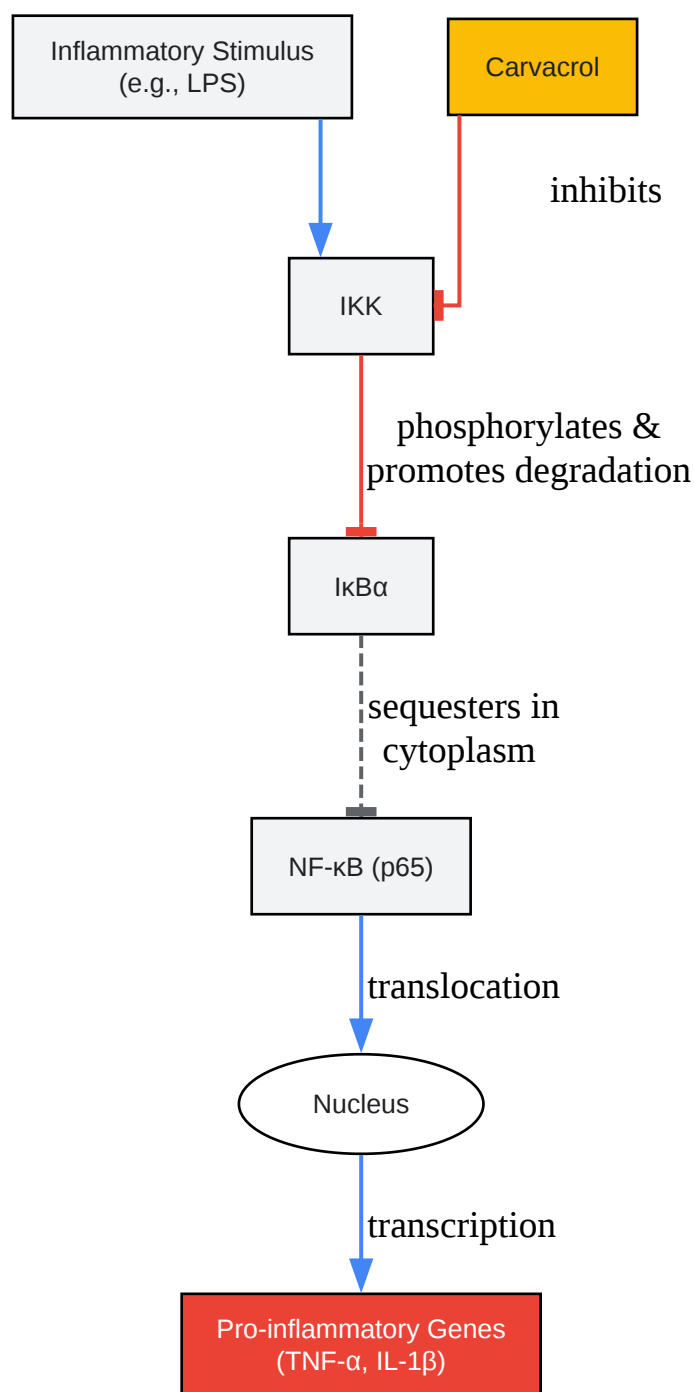 Inflammatory Stimulus
(e.g., LPS)
Carvacrol
inhibits
IKK
phosphorylates &
promotes degradation
IκBα
sequesters in
cytoplasm
NF-κB (p65)
translocation
Nucleus
transcription
Pro-inflammatory Genes
(TNF-α, IL-1β)